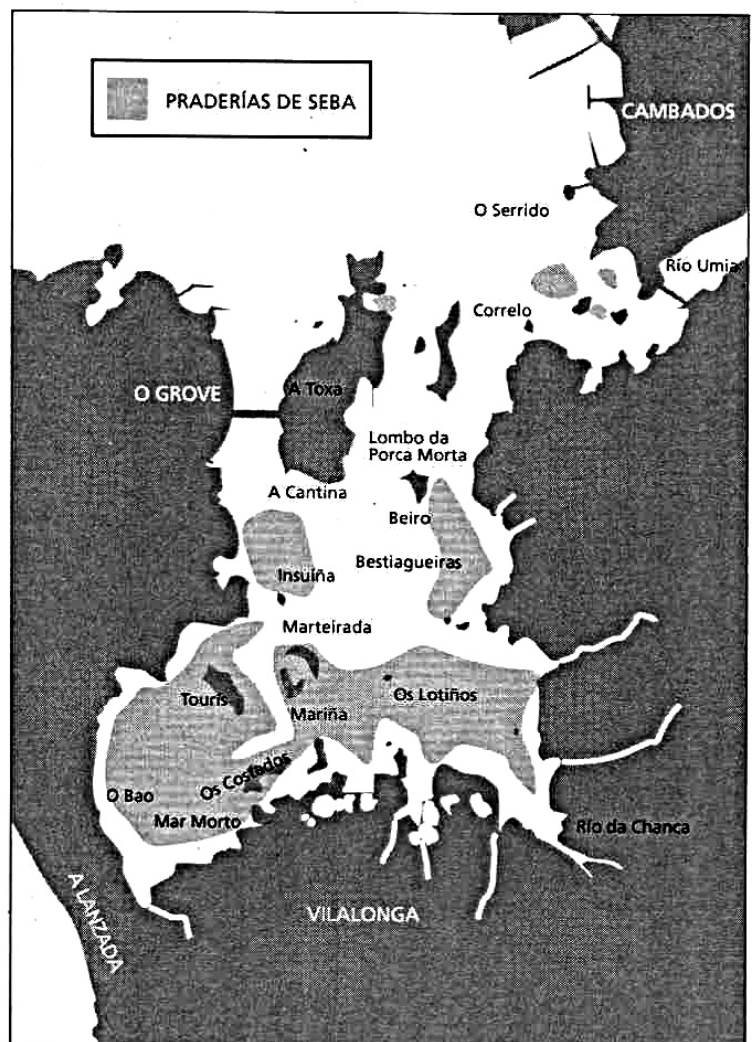 PRADERÍAS DE SEBA
CAMBADOS
O Serrido
Río Umia
Correlo
O GROVE
A Toxa
Lombo da
Porca Morta
A Cantina
Beiro
Bestiagueiras
Insuiña
Marteirada
Tourís
Os Lotiños
Mariña
Os Costados
O Bao
Mar Morto
Río da Chanca
A LANZADA
VILALONGA